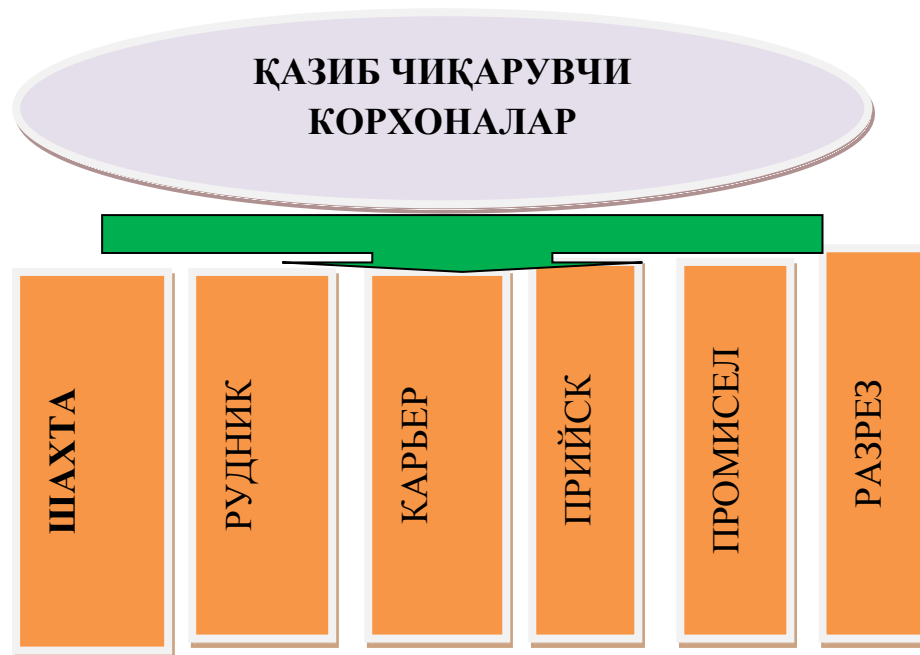 ҚАЗИБ ЧИҚАРУВЧИ
КОРХОНАЛАР
ШАХТА
РУДНИК
КАРЬЕР
ПРИЙСК
ПРОМИСЕЛ
РАЗРЕЗ